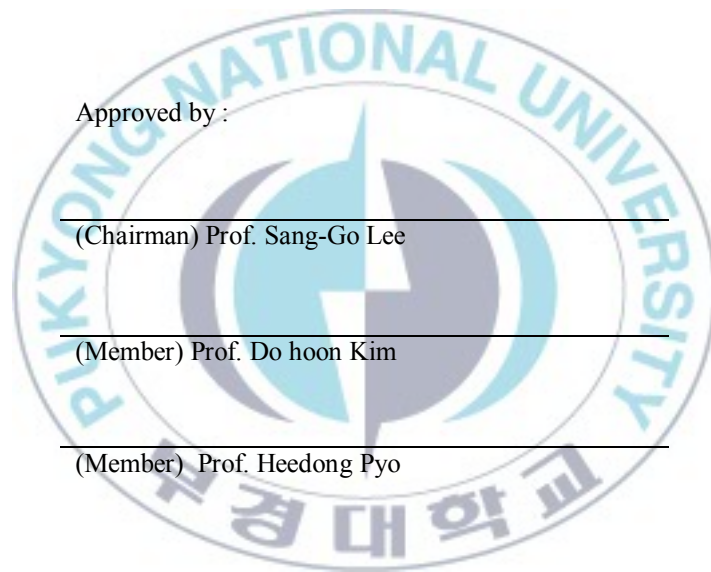 PUKYONG NATIONAL UNIVERSITY
Approved by :
(Chairman) Prof. Sang-Go Lee
(Member) Prof. Do hoon Kim
(Member) Prof. Heedong Pyo
부경대학교